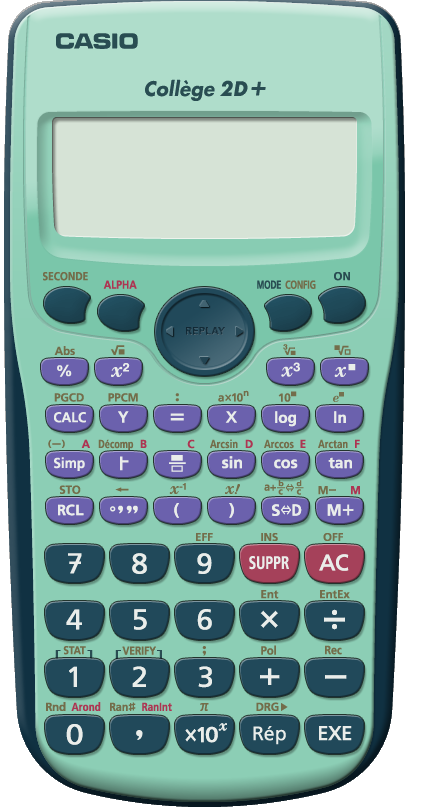 CASIO
Collège 2D+
SECONDE ALPHA MODE CONFIG ON
REPLAY
Abs √■ ∛■ ■√□
% x² x³ x■
PGCD PPCM : a×10ⁿ 10■ e■
CALC Y = X log ln
(−) A Décomp B C Arcsin D Arccos E Arctan F
Simp ⊦ sin cos tan
STO ← x⁻¹ x! a+b/c⇔d/c M− M
RCL °,,, ( ) S⇔D M+
EFF INS OFF
7 8 9 SUPPR AC
Ent EntEx
4 5 6 × ÷
STAT VERIFY ; Pol Rec
1 2 3 + −
Rnd Arond Ran# RanInt π DRG▶
0 , ×10ˣ Rép EXE